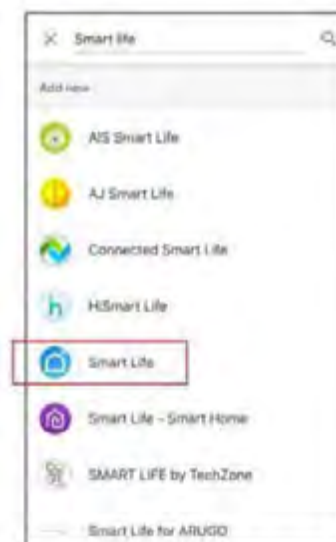 Smart life
Add new
AIS Smart Life
AJ Smart Life
Connected Smart Life
HiSmart Life
Smart Life
Smart Life - Smart Home
SMART LIFE by TechZone
Smart Life for ARUGO